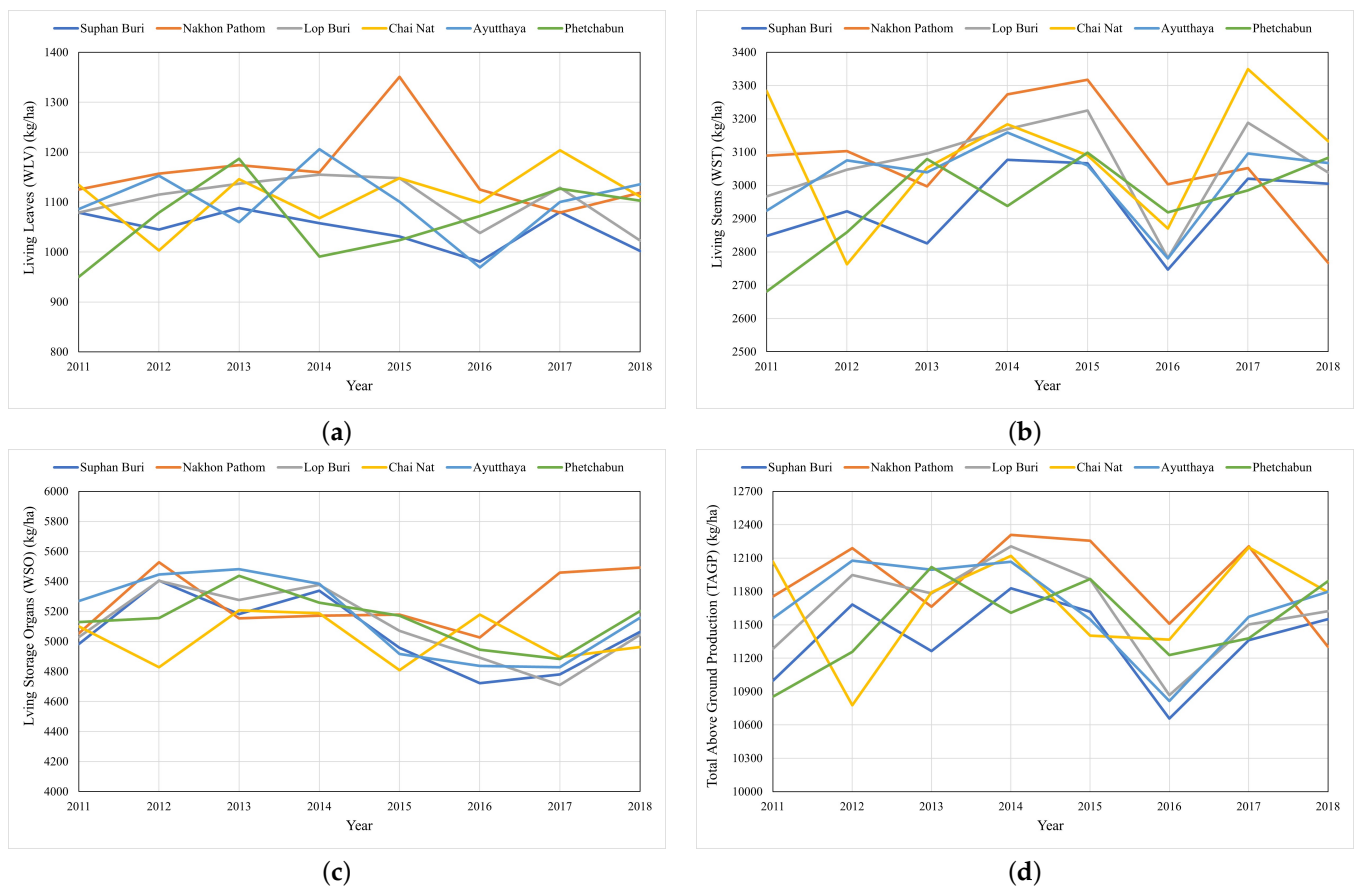 Suphan Buri Nakhon Pathom Lop Buri Chai Nat Ayutthaya Phetchabun
1400
1300
1200
1100
1000
900
800
Living Leaves (WLV) (kg/ha)
2011 2012 2013 2014 2015 2016 2017 2018
Year
(a)
Suphan Buri Nakhon Pathom Lop Buri Chai Nat Ayutthaya Phetchabun
3400
3300
3200
3100
3000
2900
2800
2700
2600
2500
Living Stems (WST) (kg/ha)
2011 2012 2013 2014 2015 2016 2017 2018
Year
(b)
Suphan Buri Nakhon Pathom Lop Buri Chai Nat Ayutthaya Phetchabun
6000
5800
5600
5400
5200
5000
4800
4600
4400
4200
4000
Lving Storage Organs (WSO) (kg/ha)
2011 2012 2013 2014 2015 2016 2017 2018
Year
(c)
Suphan Buri Nakhon Pathom Lop Buri Chai Nat Ayutthaya Phetchabun
12700
12400
12100
11800
11500
11200
10900
10600
10300
10000
Total Above Ground Production (TAGP) (kg/ha)
2011 2012 2013 2014 2015 2016 2017 2018
Year
(d)